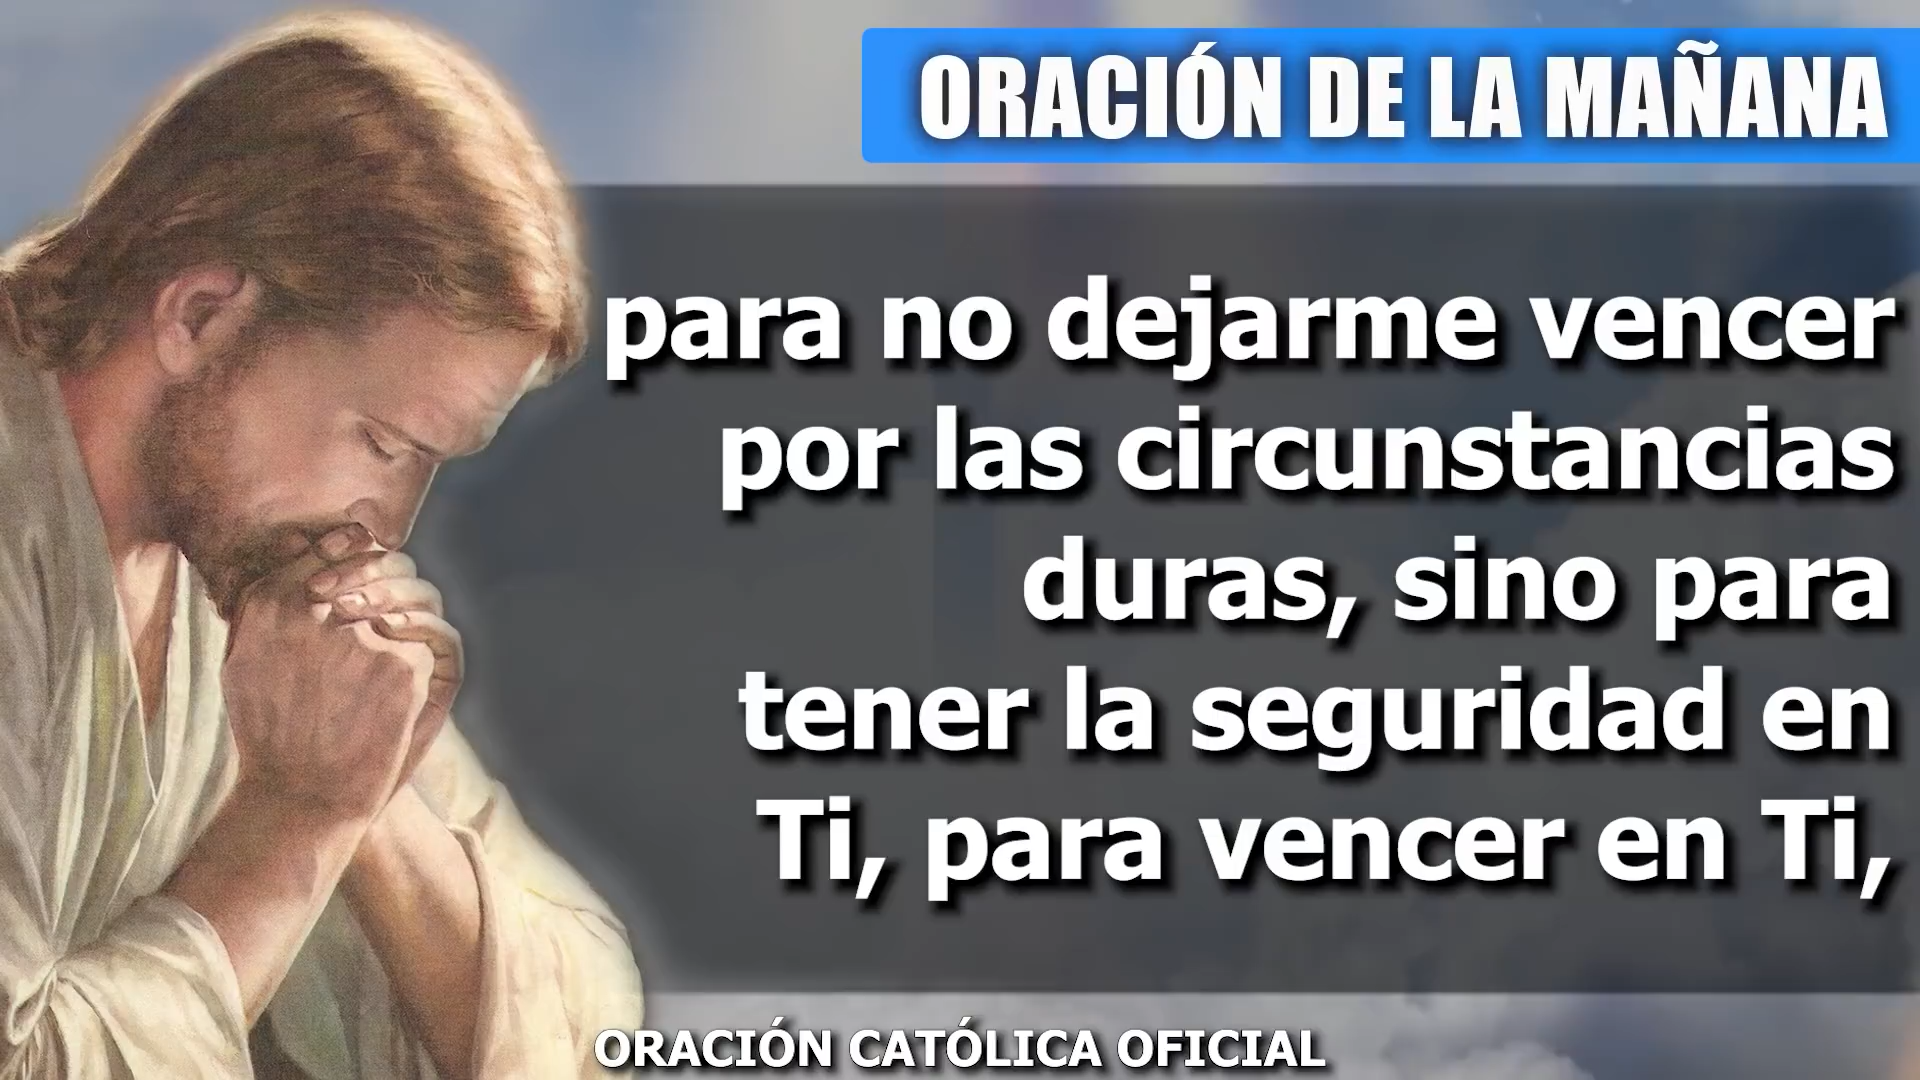 ORACIÓN DE LA MAÑANA
para no dejarme vencer
por las circunstancias
duras, sino para
tener la seguridad en
Ti, para vencer en Ti,
ORACIÓN CATÓLICA OFICIAL